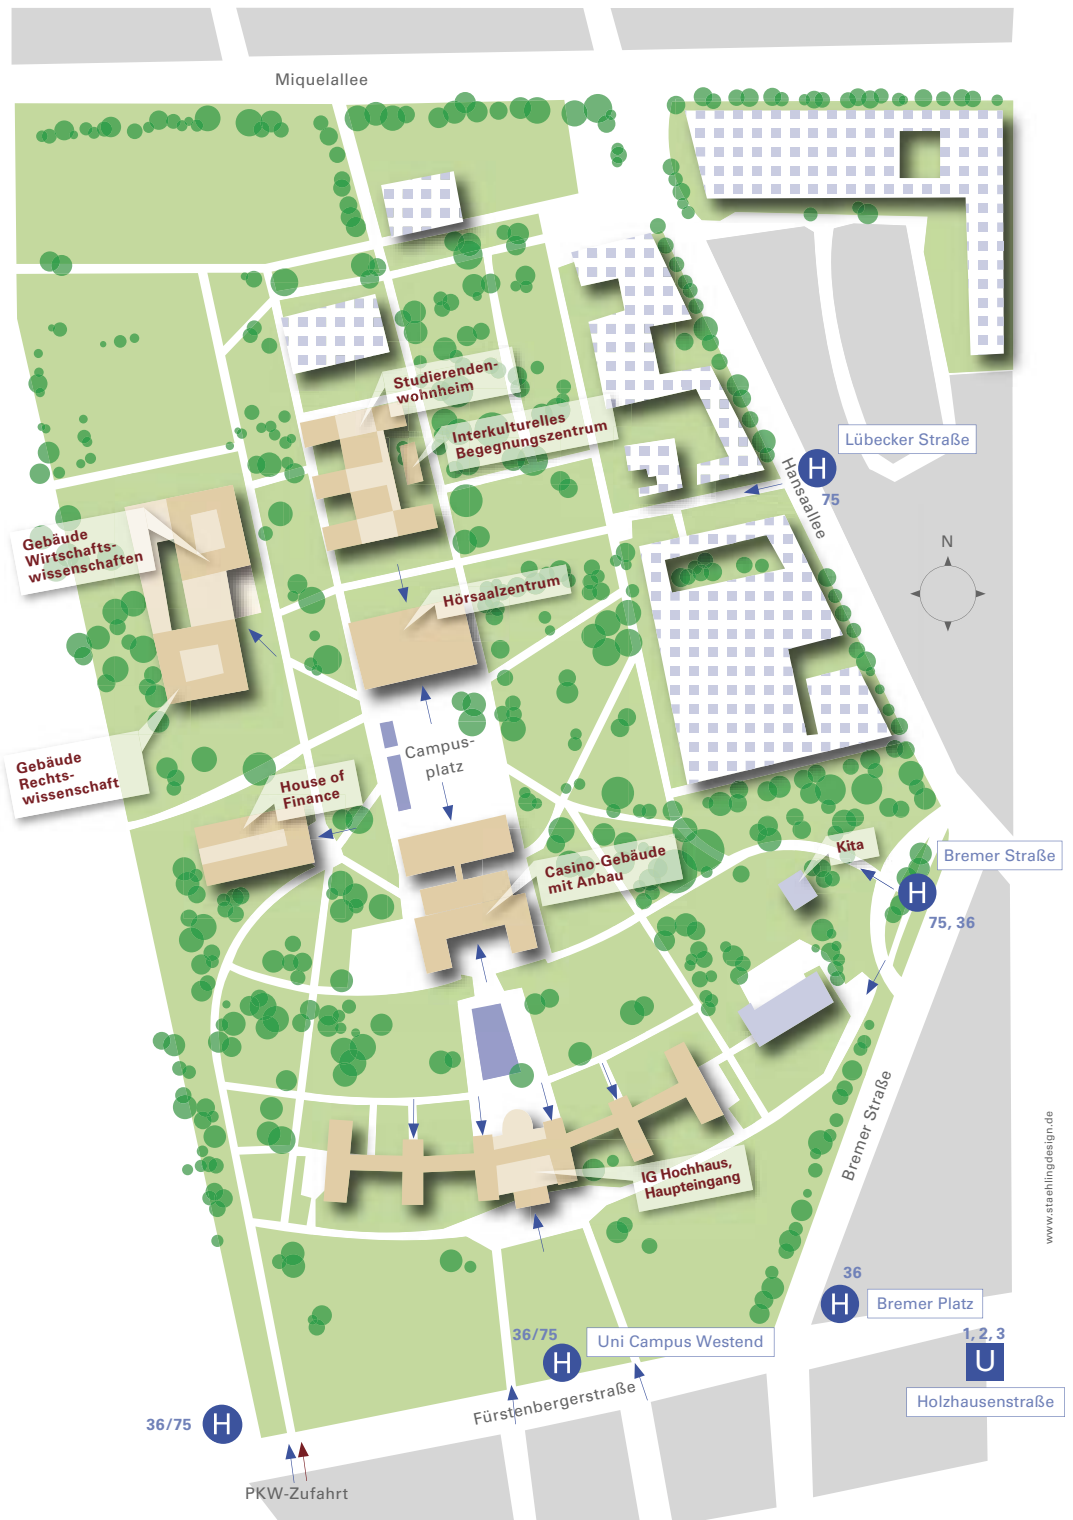 Miquelallee
Studierenden-
wohnheim
Interkulturelles
Begegnungszentrum
Lübecker Straße
H
75
Hansaallee
Gebäude
Wirtschafts-
wissenschaften
N
Hörsaalzentrum
Campus-
platz
Gebäude
Rechts-
wissenschaft
House of
Finance
Casino-Gebäude
mit Anbau
Kita
Bremer Straße
H
75, 36
Bremer Straße
www.staehlingdesign.de
IG Hochhaus,
Haupteingang
36
H
Bremer Platz
36/75
H
Uni Campus Westend
1, 2, 3
U
Holzhausenstraße
Fürstenbergerstraße
36/75
H
PKW-Zufahrt